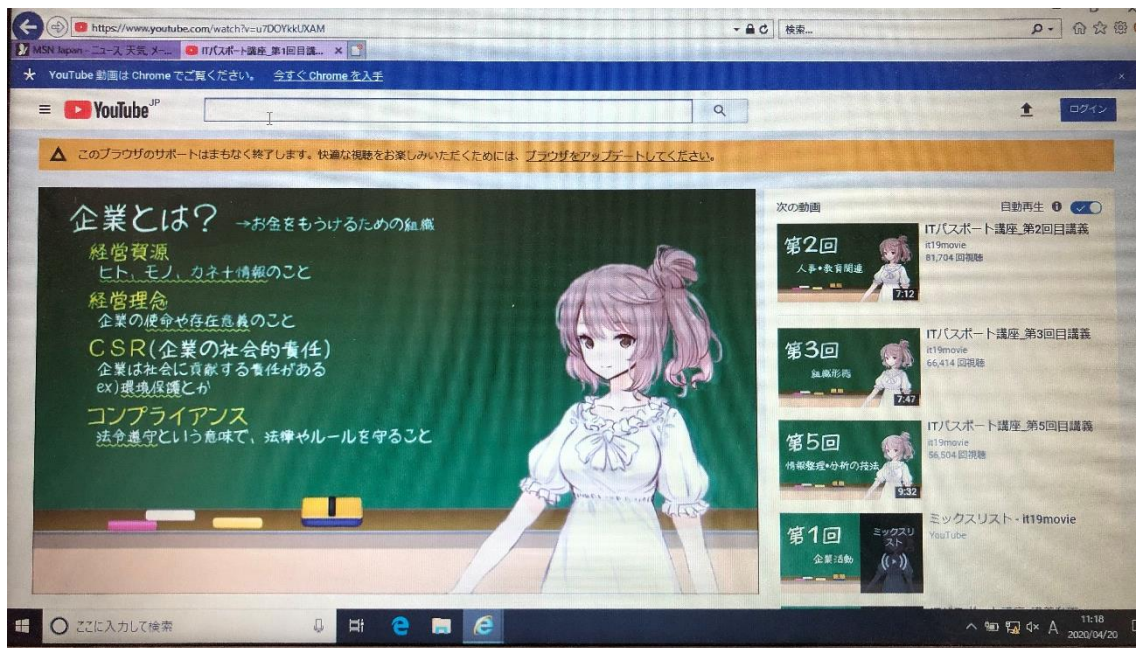 https://www.youtube.com/watch?v=u7DOYkkUXAM
検索...
MSN Japan - ニュース, 天気, メー...
ITパスポート講座_第1回目講...
YouTube 動画は Chrome でご覧ください。 今すぐ Chrome を入手
YouTube JP
ログイン
このブラウザのサポートはまもなく終了します。快適な視聴をお楽しみいただくためには、ブラウザをアップデートしてください。
企業とは? →お金をもうけるための組織
経営資源
ヒト、モノ、カネ+情報のこと
経営理念
企業の使命や存在意義のこと
CSR(企業の社会的責任)
企業は社会に貢献する責任がある
ex)環境保護とか
コンプライアンス
法令遵守という意味で、法律やルールを守ること
次の動画
自動再生
第2回
人事・教育関連
7:12
ITパスポート講座_第2回目講義
it19movie
81,704 回視聴
第3回
組織形態
7:47
ITパスポート講座_第3回目講義
it19movie
66,414 回視聴
第5回
情報整理・分析の技法
9:32
ITパスポート講座_第5回目講義
it19movie
56,504 回視聴
第1回
企業活動
ミックスリ
スト
ミックスリスト - it19movie
YouTube
ここに入力して検索
A
11:18
2020/04/20